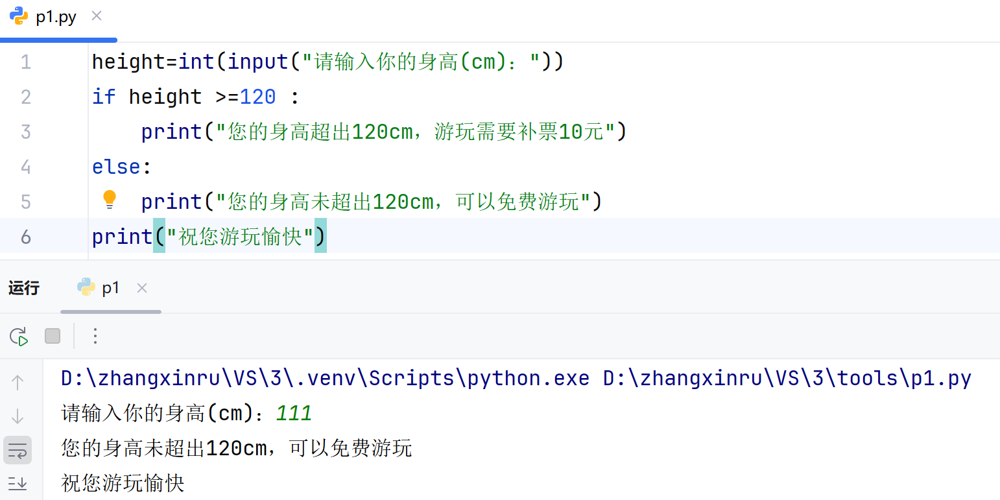 p1.py
1 height=int(input("请输入你的身高(cm)："))
2 if height >=120 :
3     print("您的身高超出120cm，游玩需要补票10元")
4 else:
5     print("您的身高未超出120cm，可以免费游玩")
6 print("祝您游玩愉快")
运行 p1
D:\zhangxinru\VS\3\.venv\Scripts\python.exe D:\zhangxinru\VS\3\tools\p1.py
请输入你的身高(cm)：111
您的身高未超出120cm，可以免费游玩
祝您游玩愉快